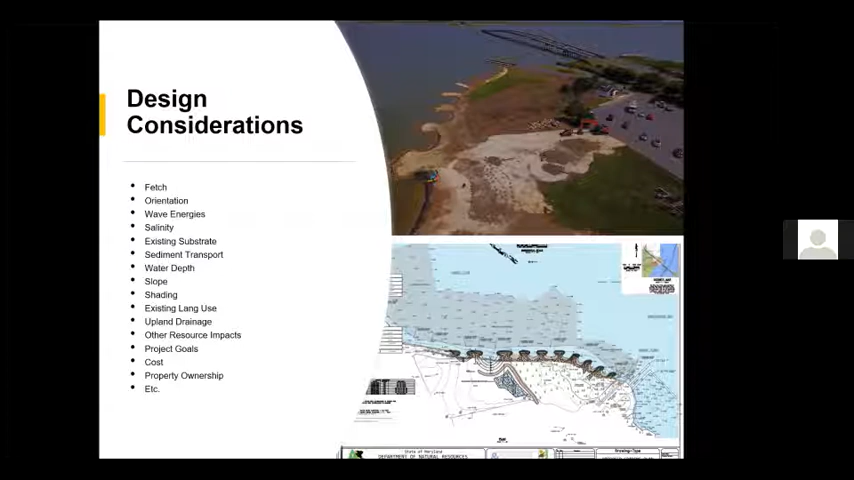 Design
Considerations
Fetch
Orientation
Wave Energies
Salinity
Existing Substrate
Sediment Transport
Water Depth
Slope
Shading
Existing Lang Use
Upland Drainage
Other Resource Impacts
Project Goals
Cost
Property Ownership
Etc.
State of Maryland
DEPARTMENT OF NATURAL RESOURCES